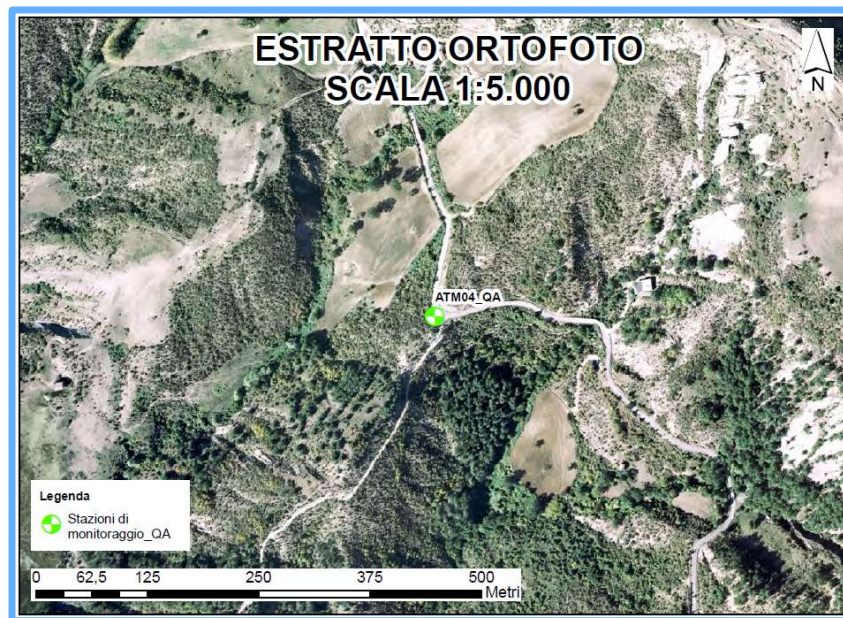 ESTRATTO ORTOFOTO
SCALA 1:5.000
N
ATM04_QA
Legenda
Stazioni di
monitoraggio_QA
0 62,5 125 250 375 500
Metri